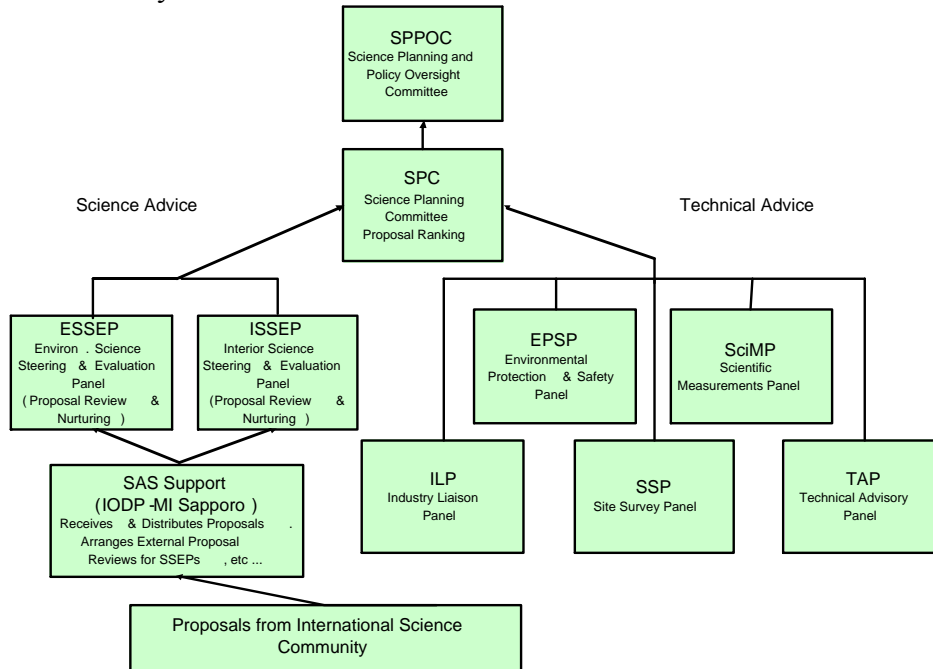 SPPOC
Science Planning and
Policy Oversight
Committee
SPC
Science Planning
Committee
Proposal Ranking
Science Advice
Technical Advice
ESSEP
Environ . Science
Steering & Evaluation
Panel
( Proposal Review &
Nurturing )
ISSEP
Interior Science
Steering & Evaluation
Panel
(Proposal Review &
Nurturing )
EPSP
Environmental
Protection & Safety
Panel
SciMP
Scientific
Measurements Panel
SAS Support
(IODP -MI Sapporo )
Receives & Distributes Proposals .
Arranges External Proposal
Reviews for SSEPs , etc ...
ILP
Industry Liaison
Panel
SSP
Site Survey Panel
TAP
Technical Advisory
Panel
Proposals from International Science
Community